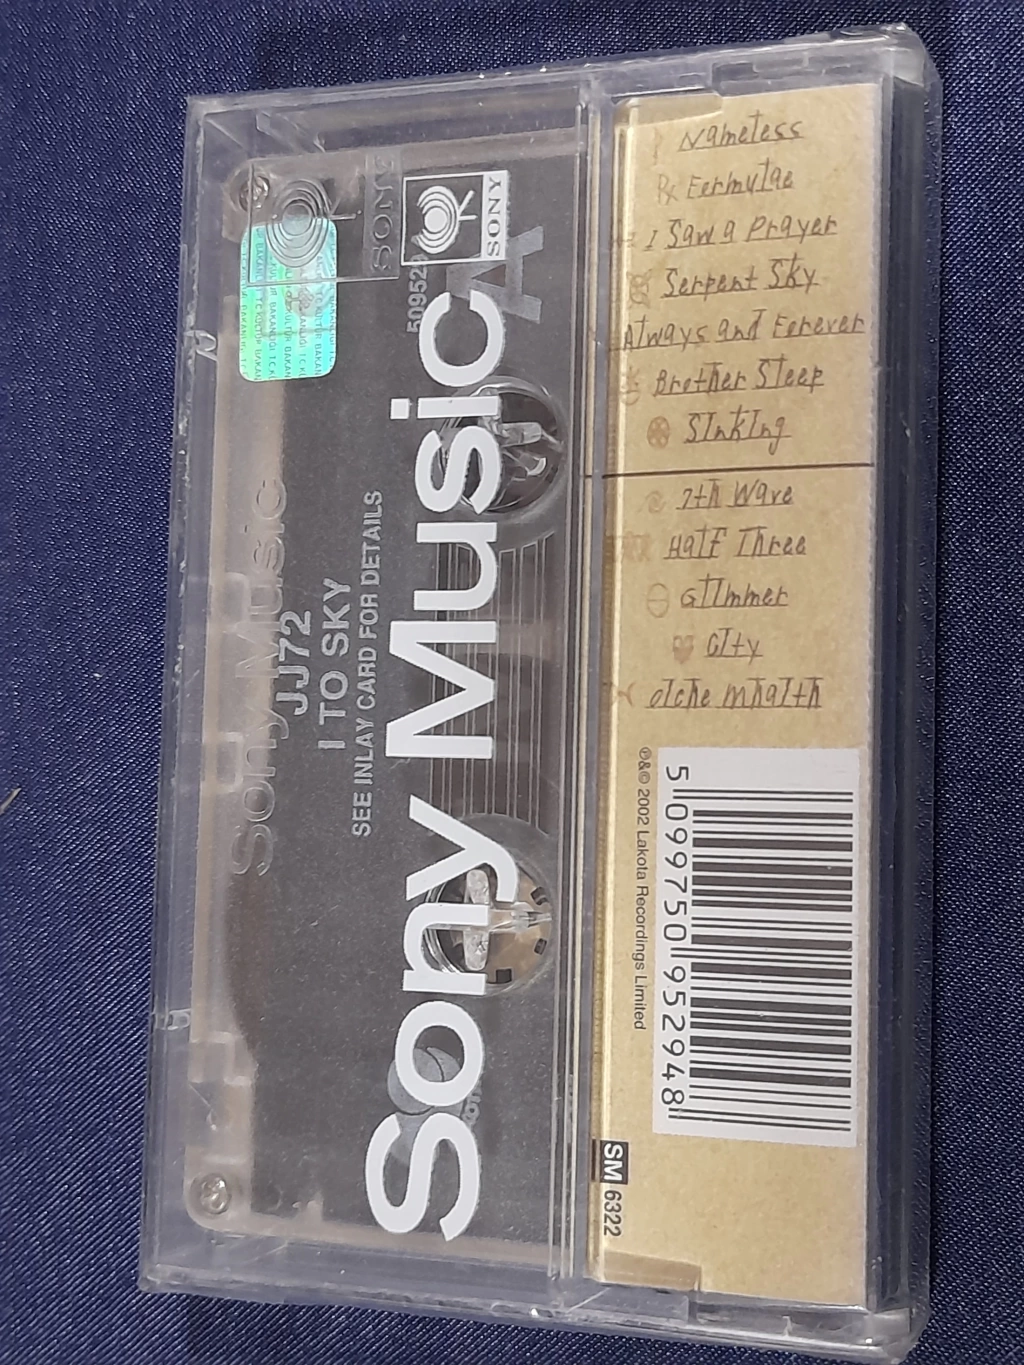 Nameless
Formulae
I Saw a Prayer
Serpent Sky
Always and Forever
Brother Sleep
Sinking
7th Wave
Half Three
Glimmer
City
oiche mhaith
℗&© 2002 Lakota Recordings Limited
5 099750 952948
SM 6322
SONY
SONY
A
Sony Music
Sony Music
JJ72
I TO SKY
SEE INLAY CARD FOR DETAILS